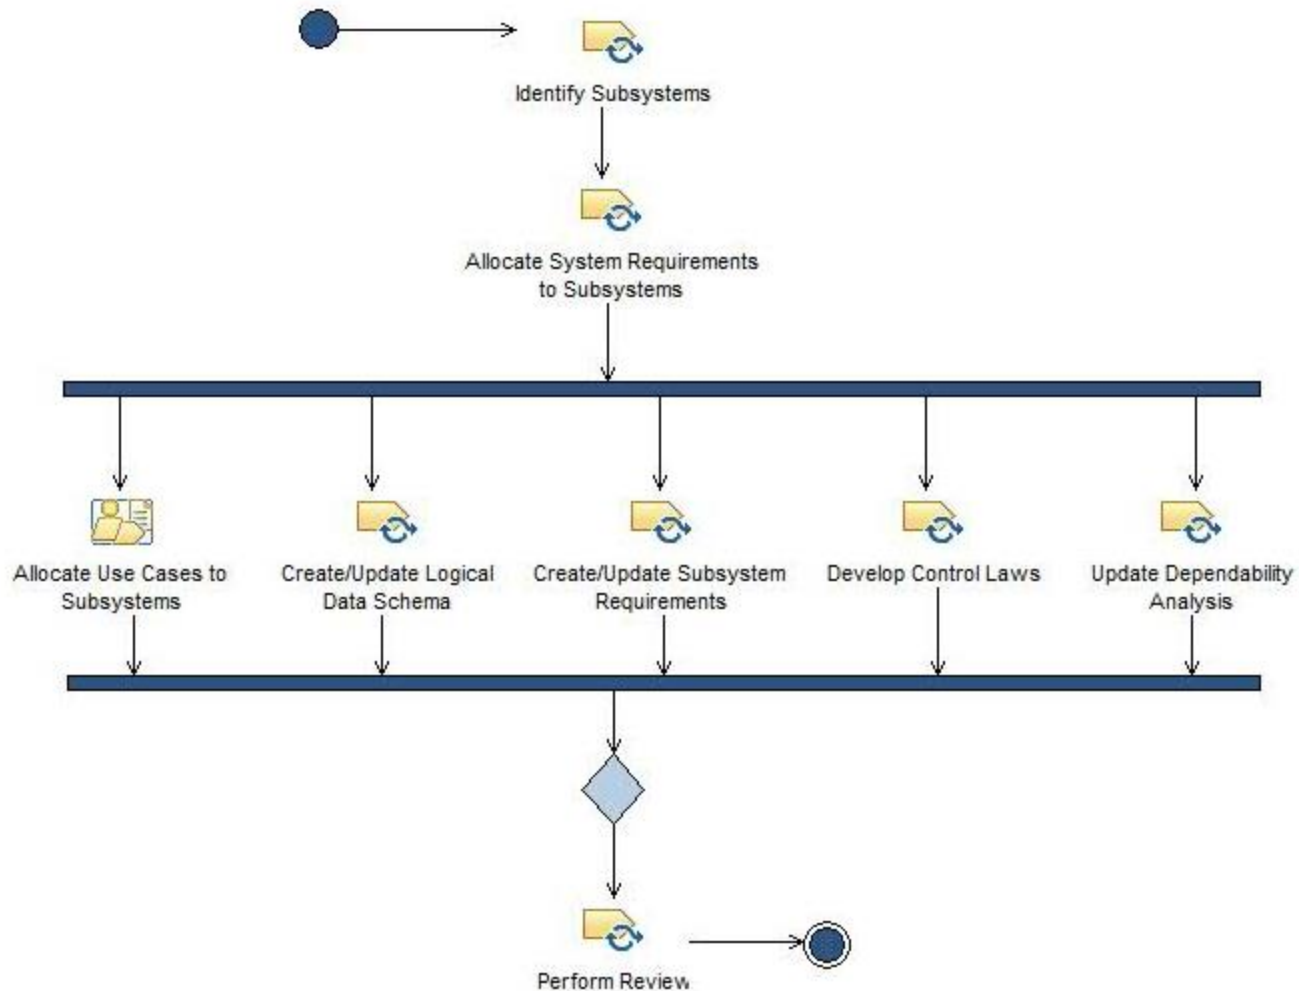 Identify Subsystems
Allocate System Requirements
to Subsystems
Allocate Use Cases to
Subsystems
Create/Update Logical
Data Schema
Create/Update Subsystem
Requirements
Develop Control Laws
Update Dependability
Analysis
Perform Review